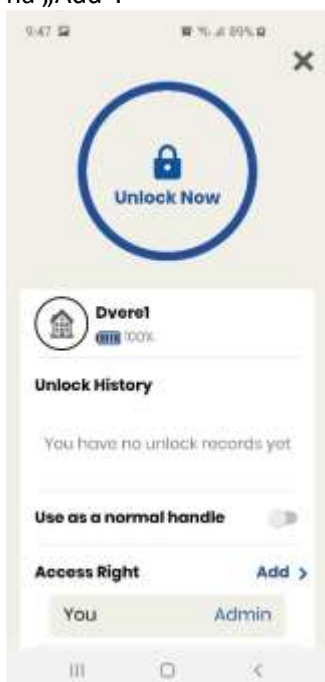 na „Add“.
9:47
89%
Unlock Now
Dvere1
100%
Unlock History
You have no unlock records yet
Use as a normal handle
Access Right Add >
You Admin